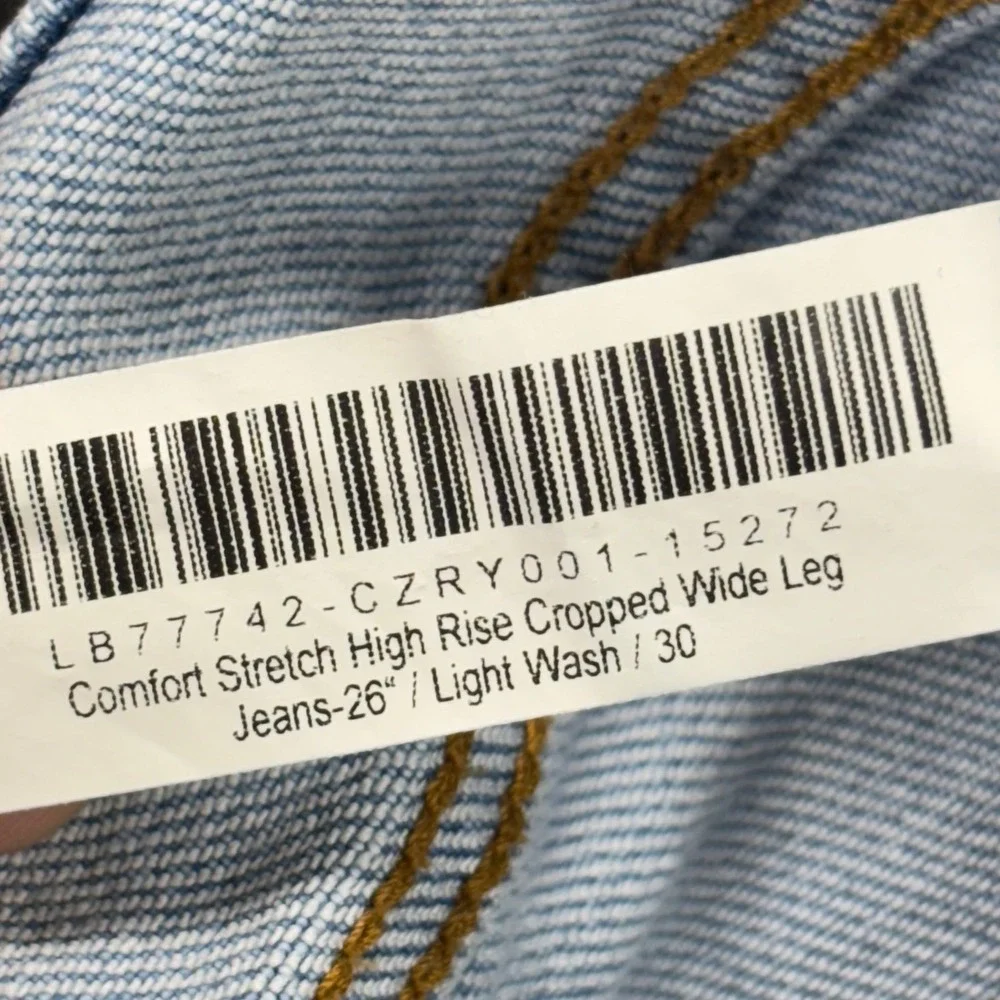 LB77742-CZRY001-15272
Comfort Stretch High Rise Cropped Wide Leg
Jeans-26“ / Light Wash / 30